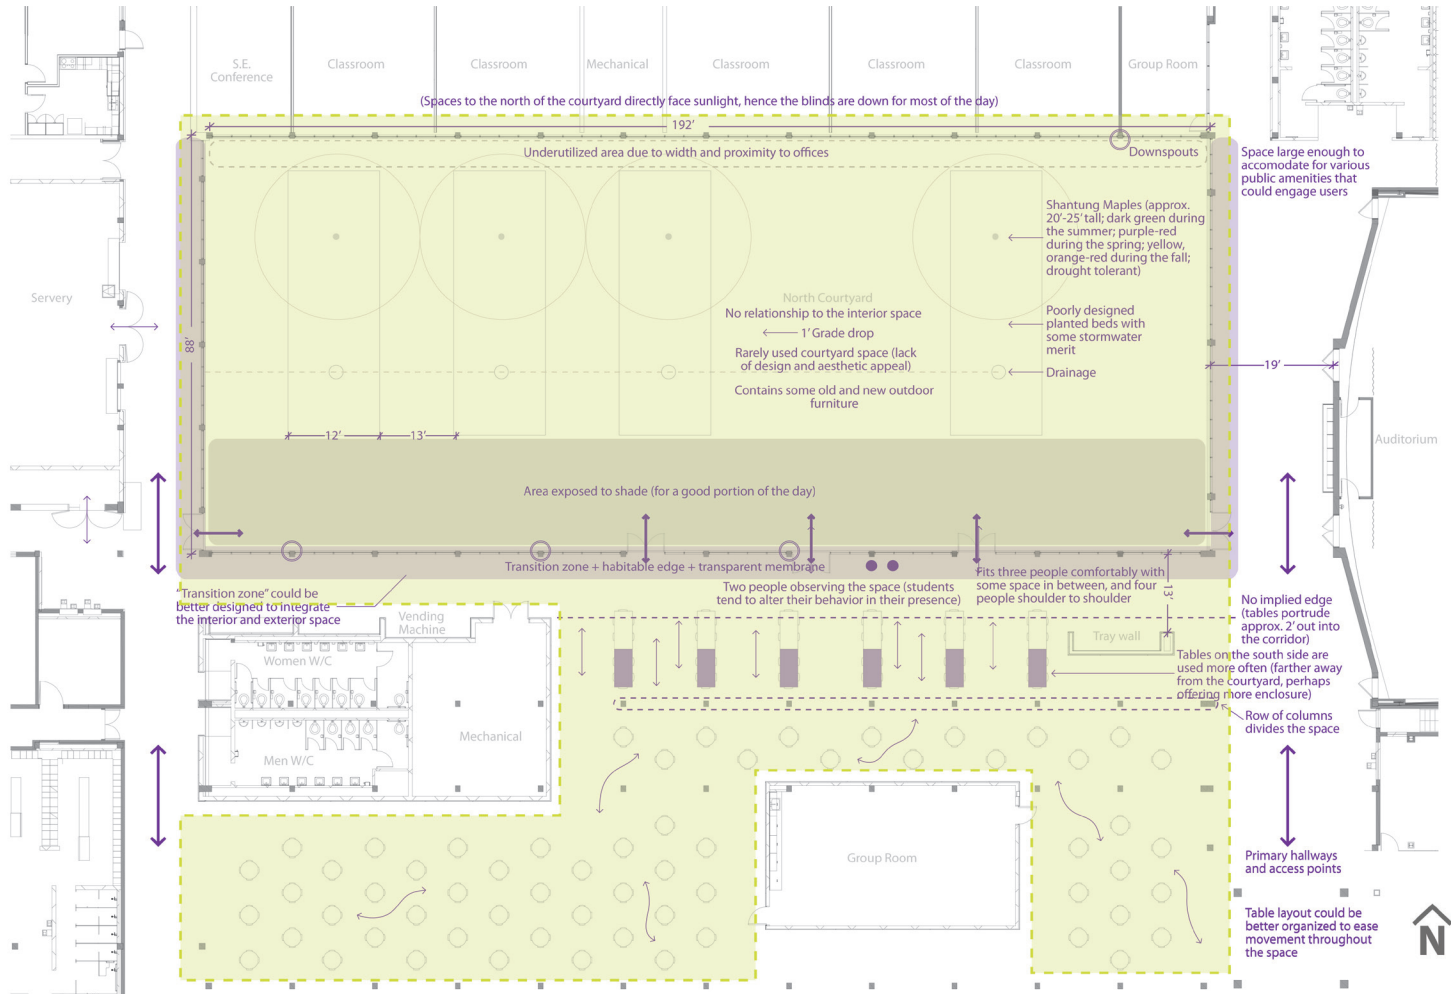 S.E.
Conference
Classroom
Classroom
Mechanical
Classroom
Classroom
Classroom
Group Room
(Spaces to the north of the courtyard directly face sunlight, hence the blinds are down for most of the day)
192'
Underutilized area due to width and proximity to offices
Downspouts
Space large enough to
accomodate for various
public amenities that
could engage users
Shantung Maples (approx.
20'-25' tall; dark green during
the summer; purple-red
during the spring; yellow,
orange-red during the fall;
drought tolerant)
Servery
North Courtyard
No relationship to the interior space
1' Grade drop
Rarely used courtyard space (lack
of design and aesthetic appeal)
Contains some old and new outdoor
furniture
Poorly designed
planted beds with
some stormwater
merit
Drainage
88'
19'
12'
13'
Auditorium
Area exposed to shade (for a good portion of the day)
Transition zone + habitable edge + transparent membrane
"Transition zone" could be
better designed to integrate
the interior and exterior space
Two people observing the space (students
tend to alter their behavior in their presence)
Fits three people comfortably with
some space in between, and four
people shoulder to shoulder
13'
No implied edge
(tables portrude
approx. 2' out into
the corridor)
Vending
Machine
Tray wall
Women W/C
Tables on the south side are
used more often (farther away
from the courtyard, perhaps
offering more enclosure)
Row of columns
divides the space
Mechanical
Men W/C
Group Room
Primary hallways
and access points
Table layout could be
better organized to ease
movement throughout
the space
N